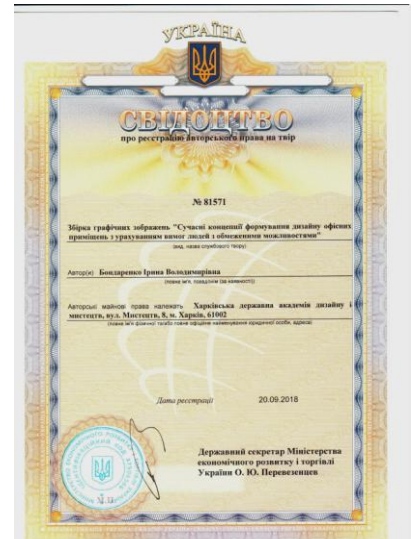 УКРАЇНА
СВІДОЦТВО
про реєстрацію авторського права на твір
№ 81571
Збірка графічних зображень "Сучасні концепції формування дизайну офісних
приміщень з урахуванням вимог людей з обмеженими можливостями"
(вид, назва службового твору)
Автор(и) Бондаренко Ірина Володимирівна
(повне ім'я, псевдонім (за наявності))
Авторські майнові права належать Харківська державна академія дизайну і
мистецтв, вул. Мистецтв, 8, м. Харків, 61002
(повне ім'я фізичної та/або повне офіційне найменування юридичної особи, адреса)
Дата реєстрації 20.09.2018
Державний секретар Міністерства
економічного розвитку і торгівлі
України О. Ю. Перевезенцев